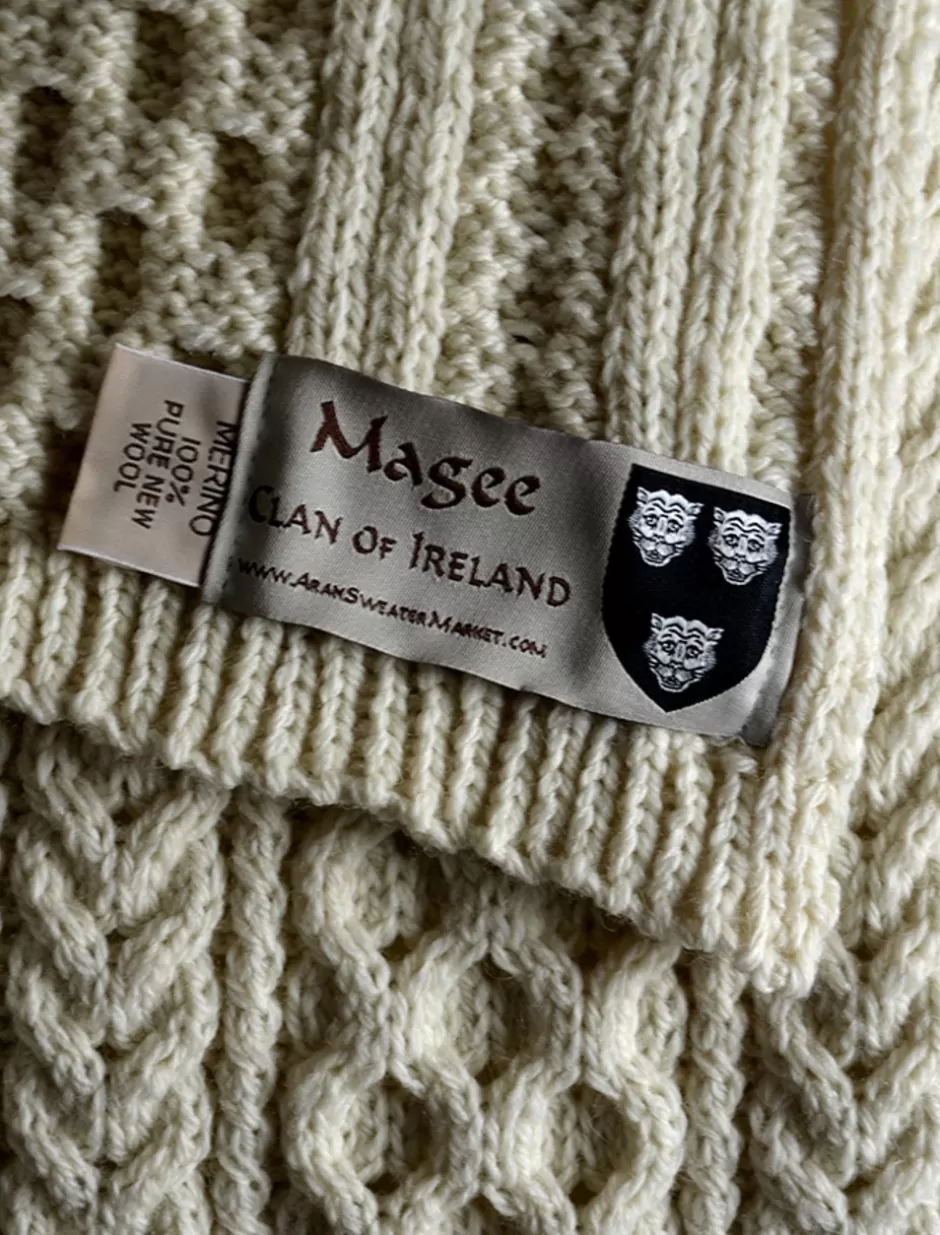 Magee
CLAN OF IRELAND
WWW.ARANSWEATERMARKET.COM
MERINO
100%
PURE NEW
WOOL